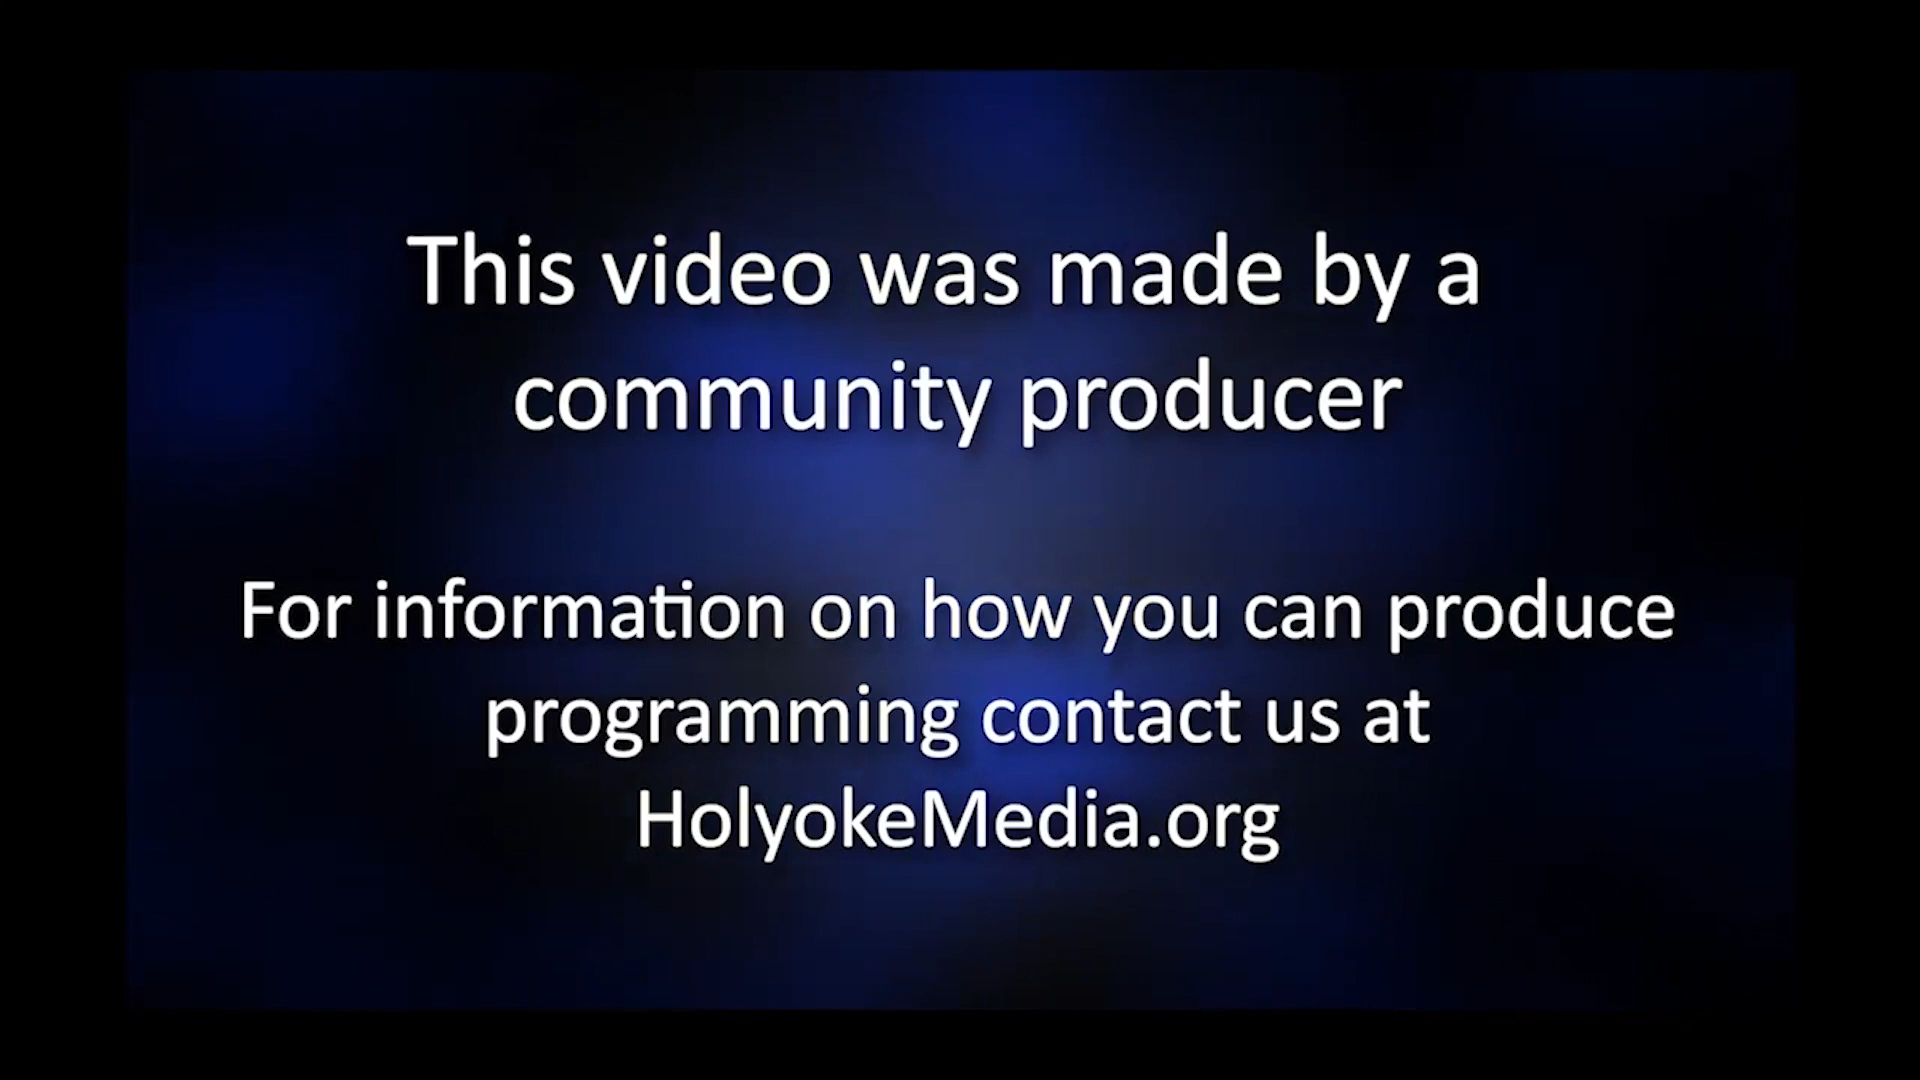 This video was made by a
community producer
For information on how you can produce
programming contact us at
HolyokeMedia.org